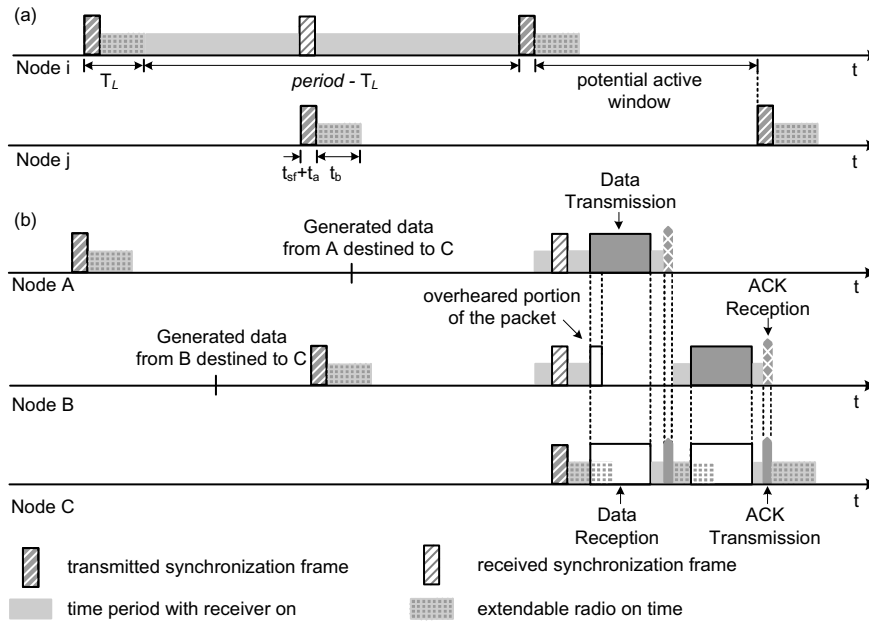 (a)
Node i
T_L
period - T_L
potential active
window
t
Node j
t_sf+t_a
t_b
t
(b)
Generated data
from A destined to C
Data
Transmission
Node A
t
Generated data
from B destined to C
overheared portion
of the packet
ACK
Reception
Node B
t
Node C
Data
Reception
ACK
Transmission
t
transmitted synchronization frame
received synchronization frame
time period with receiver on
extendable radio on time